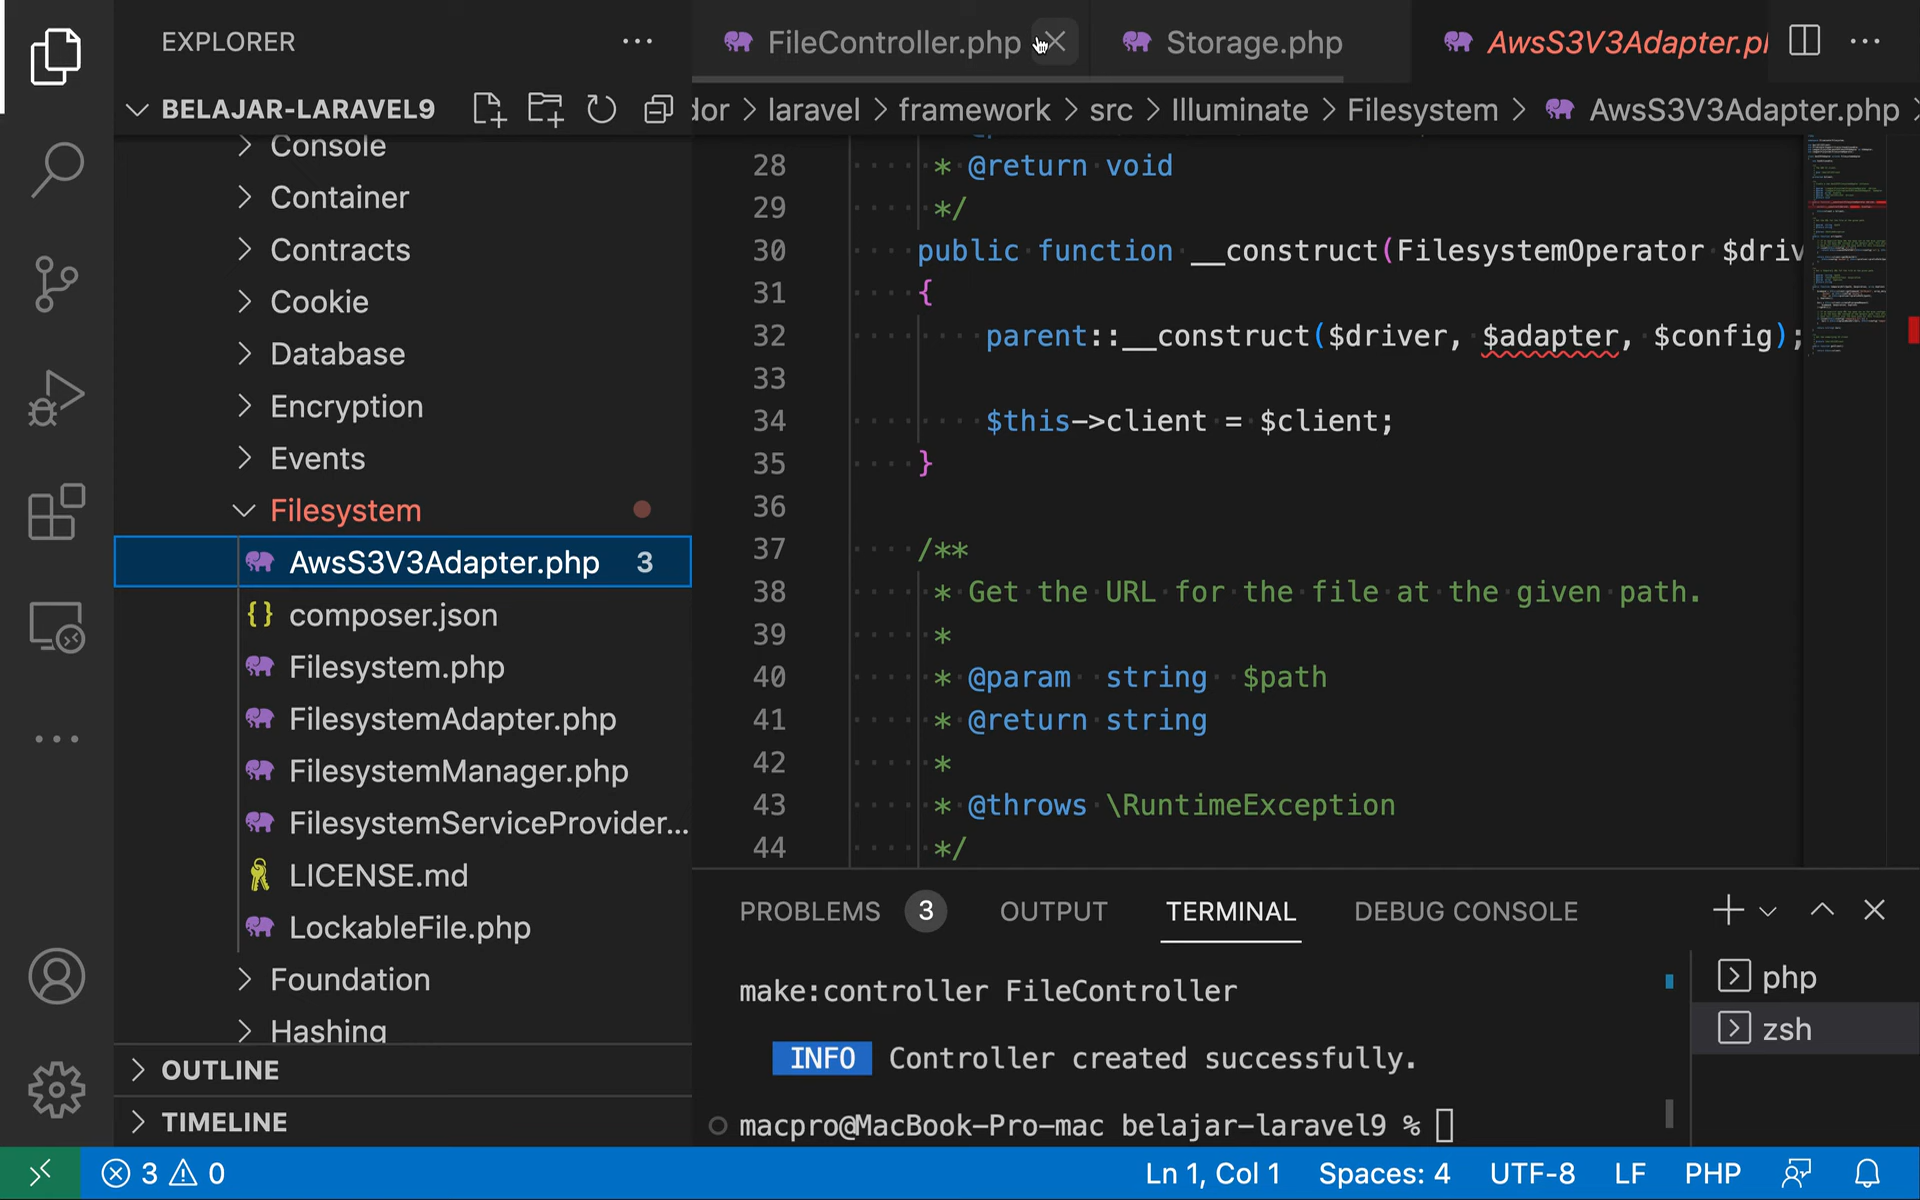 EXPLORER
BELAJAR-LARAVEL9
Console
Container
Contracts
Cookie
Database
Encryption
Events
Filesystem
AwsS3V3Adapter.php 3
composer.json
Filesystem.php
FilesystemAdapter.php
FilesystemManager.php
FilesystemServiceProvider...
LICENSE.md
LockableFile.php
Foundation
Hashing
OUTLINE
TIMELINE
FileController.php
Storage.php
AwsS3V3Adapter.pl
dor > laravel > framework > src > Illuminate > Filesystem > AwsS3V3Adapter.php >
28 * @return void
29 */
30 public function __construct(FilesystemOperator $driv
31 {
32 parent::__construct($driver, $adapter, $config);
33
34 $this->client = $client;
35 }
36
37 /**
38 * Get the URL for the file at the given path.
39 *
40 * @param string $path
41 * @return string
42 *
43 * @throws \RuntimeException
44 */
PROBLEMS 3 OUTPUT TERMINAL DEBUG CONSOLE
make:controller FileController
INFO Controller created successfully.
macpro@MacBook-Pro-mac belajar-laravel9 %
php
zsh
3 0
Ln 1, Col 1 Spaces: 4 UTF-8 LF PHP